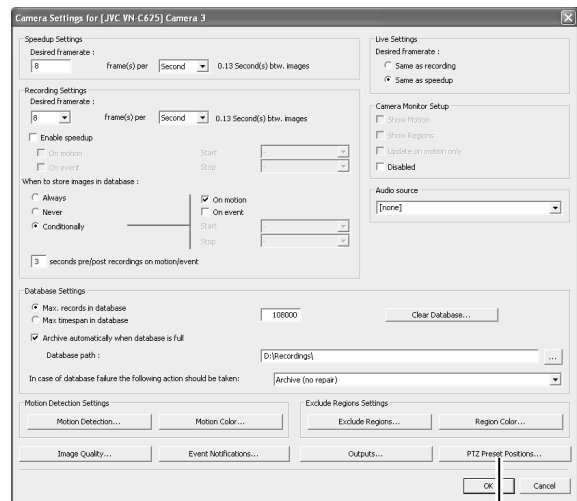 Camera Settings for [JVC VN-C625] Camera 3
Speedup Settings
Desired framerate :
8 frame(s) per Second 0.13 Second(s) btw. images
Live Settings
Desired framerate :
Same as recording
Same as speedup
Recording Settings
Desired framerate :
8 frame(s) per Second 0.13 Second(s) btw. images
Enable speedup
On motion Start -
On event Stop -
When to store images in database :
Always
Never
Conditionally
On motion
On event
Start -
Stop -
3 seconds pre/post recordings on motion/event
Camera Monitor Setup
Show Motion
Show Regions
Update on motion only
Disabled
Audio source
[none]
Database Settings
Max. records in database 108000 Clear Database...
Max timespan in database
Archive automatically when database is full
Database path : D:\Recordings\ ...
In case of database failure the following action should be taken: Archive (no repair)
Motion Detection Settings
Motion Detection... Motion Color...
Exclude Regions Settings
Exclude Regions... Region Color...
Image Quality... Event Notifications... Outputs... PTZ Preset Positions...
OK Cancel